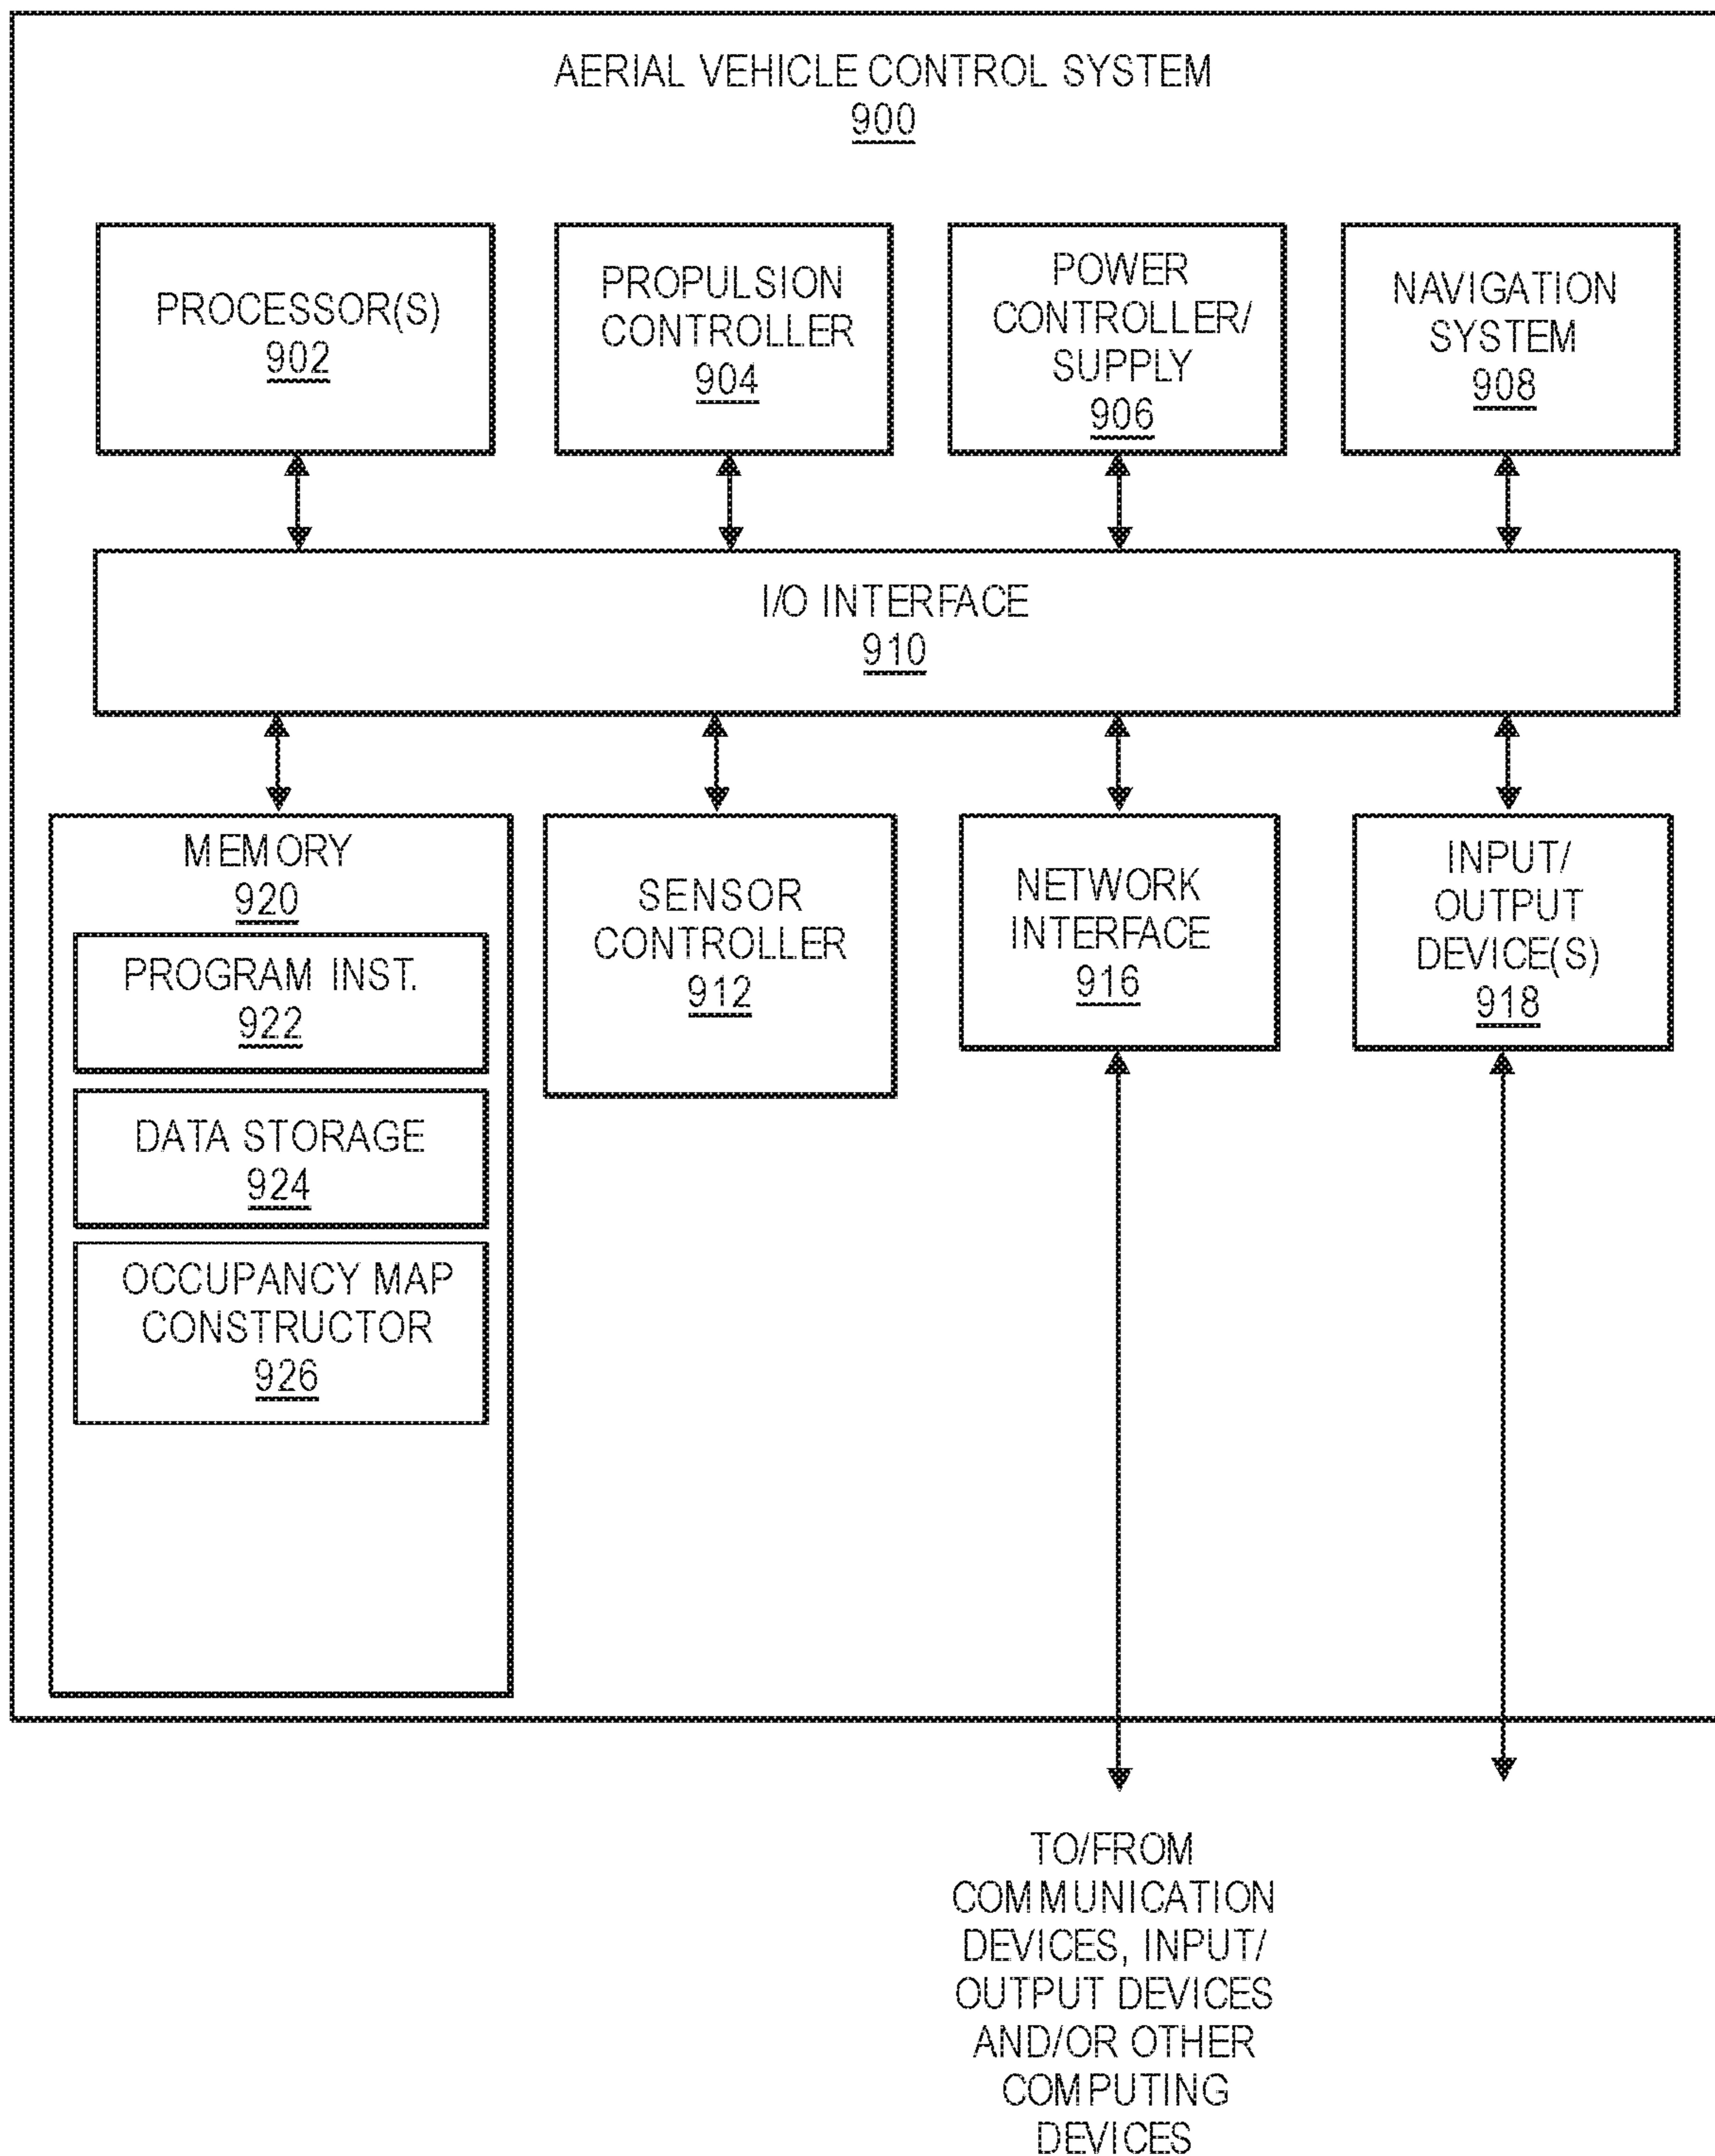 AERIAL VEHICLE CONTROL SYSTEM
900
PROCESSOR(S)
902
PROPULSION
CONTROLLER
904
POWER
CONTROLLER/
SUPPLY
906
NAVIGATION
SYSTEM
908
I/O INTERFACE
910
MEMORY
920
PROGRAM INST.
922
DATA STORAGE
924
OCCUPANCY MAP
CONSTRUCTOR
926
SENSOR
CONTROLLER
912
NETWORK
INTERFACE
916
INPUT/
OUTPUT
DEVICE(S)
918
TO/FROM
COMMUNICATION
DEVICES, INPUT/
OUTPUT DEVICES
AND/OR OTHER
COMPUTING
DEVICES